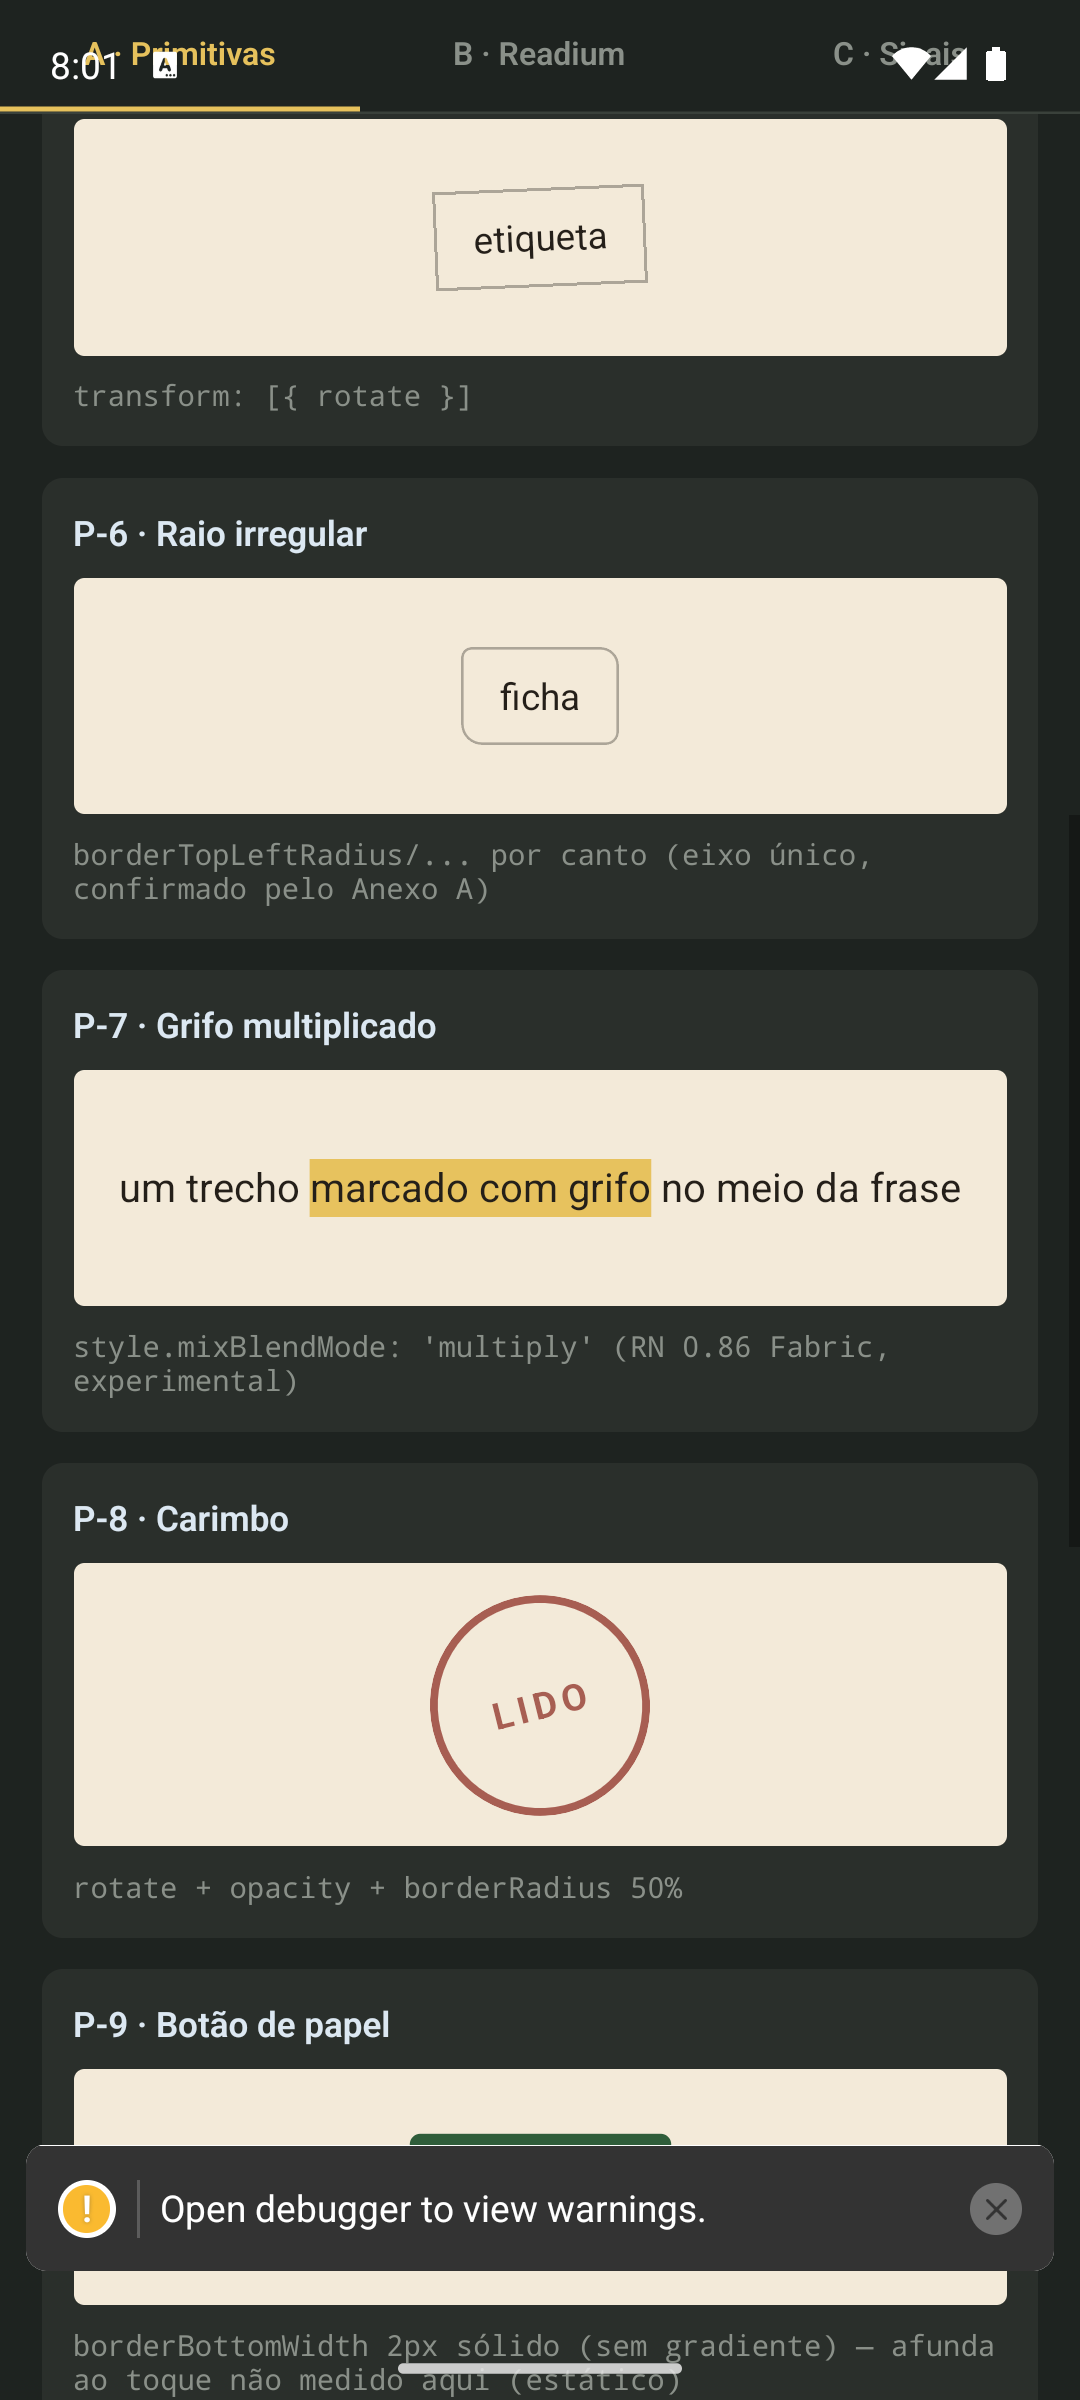 8:01
A · Primitivas
B · Readium
C · Sinais
etiqueta
transform: [{ rotate }]
P-6 · Raio irregular
ficha
borderTopLeftRadius/... por canto (eixo único,
confirmado pelo Anexo A)
P-7 · Grifo multiplicado
um trecho marcado com grifo no meio da frase
style.mixBlendMode: 'multiply' (RN 0.86 Fabric,
experimental)
P-8 · Carimbo
LIDO
rotate + opacity + borderRadius 50%
P-9 · Botão de papel
Open debugger to view warnings.
borderBottomWidth 2px sólido (sem gradiente) — afunda
ao toque não medido aqui (estático)